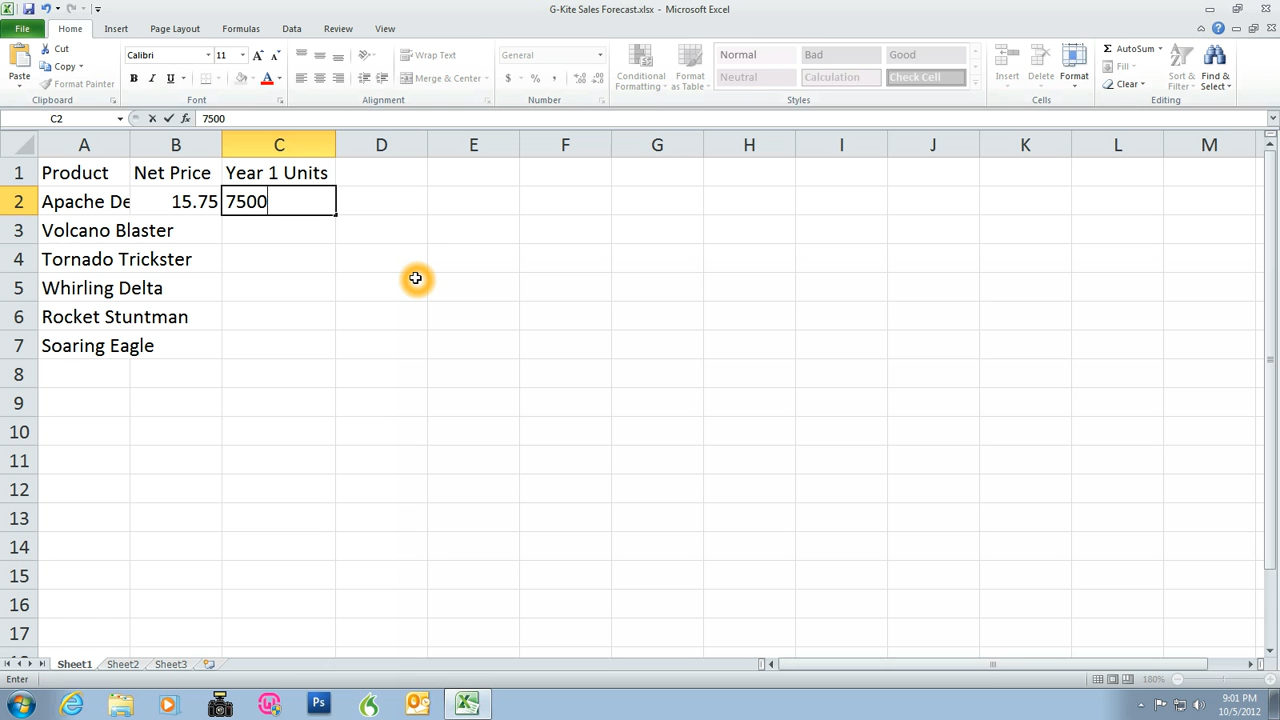 G-Kite Sales Forecast.xlsx - Microsoft Excel
File Home Insert Page Layout Formulas Data Review View
Paste Cut Copy Format Painter Clipboard
Calibri 11 B I U A Font
Wrap Text Merge & Center Alignment
General $ % , Number
Conditional Formatting Format as Table Normal Bad Good Neutral Calculation Check Cell Styles
Insert Delete Format Cells
AutoSum Fill Clear Sort & Filter Find & Select Editing
C2 fx 7500
A B C D E F G H I J K L M
1 Product Net Price Year 1 Units
2 Apache De 15.75 7500
3 Volcano Blaster
4 Tornado Trickster
5 Whirling Delta
6 Rocket Stuntman
7 Soaring Eagle
8
9
10
11
12
13
14
15
16
17
Sheet1 Sheet2 Sheet3
Enter 180%
Ps
9:01 PM
10/5/2012